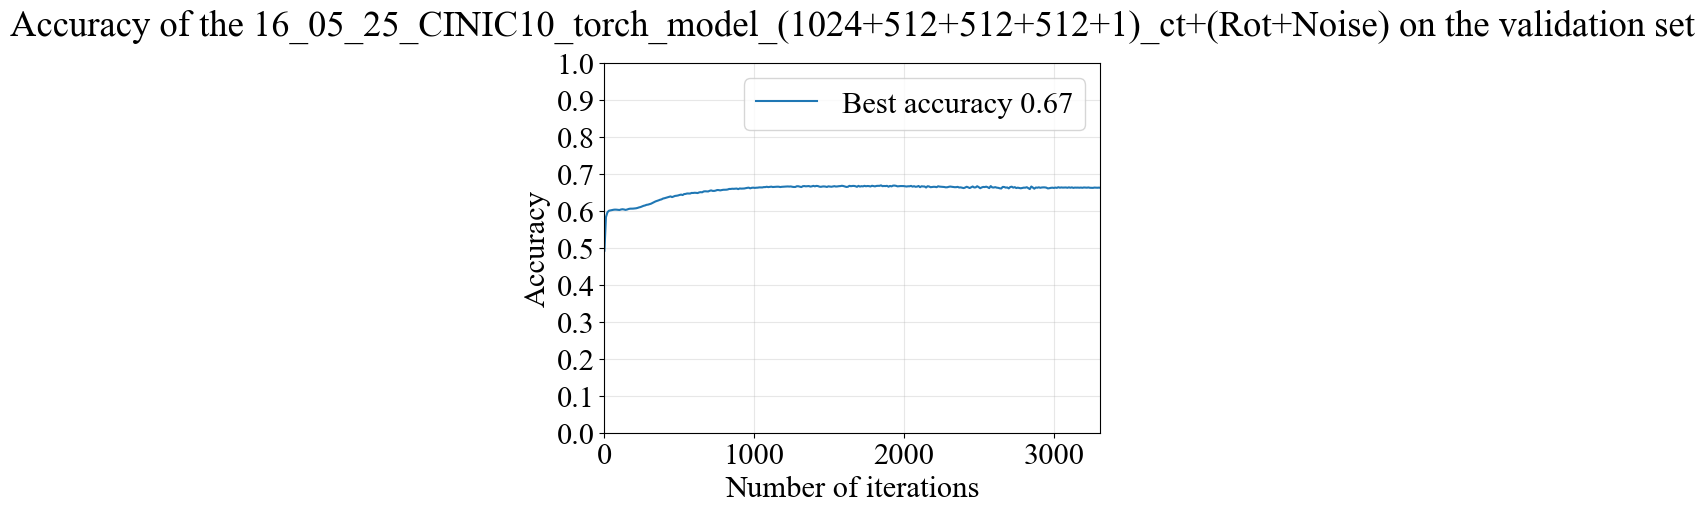 Accuracy of the 16_05_25_CINIC10_torch_model_(1024+512+512+512+1)_ct+(Rot+Noise) on the validation set
1.0
Best accuracy 0.67
0.9
0.8
0.7
0.6
0.5
0.4
0.3
0.2
0.1
0.0
Accuracy
0 1000 2000 3000
Number of iterations